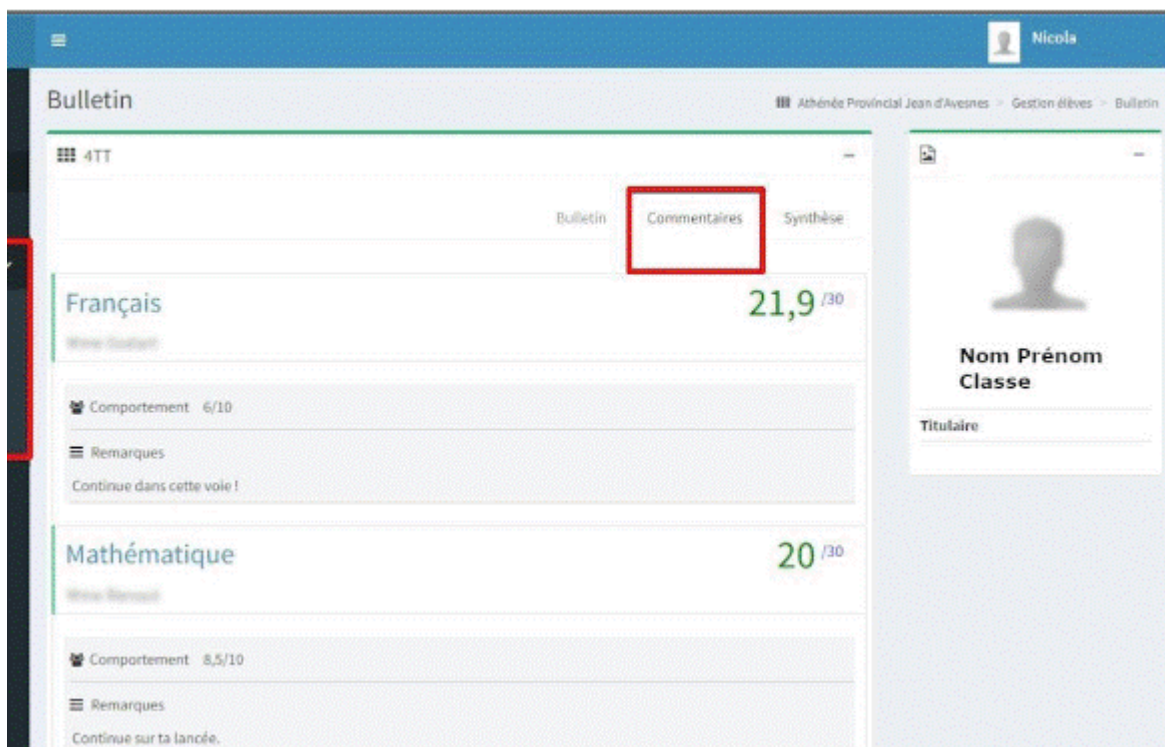 Nicola
Bulletin
Athénée Provincial Jean d'Avesnes > Gestion élèves > Bulletin
4TT
Bulletin Commentaires Synthèse
Français 21,9 /30
Comportement 6/10
Remarques
Continue dans cette voie !
Mathématique 20 /30
Comportement 8,5/10
Remarques
Continue sur ta lancée.
Nom Prénom
Classe
Titulaire